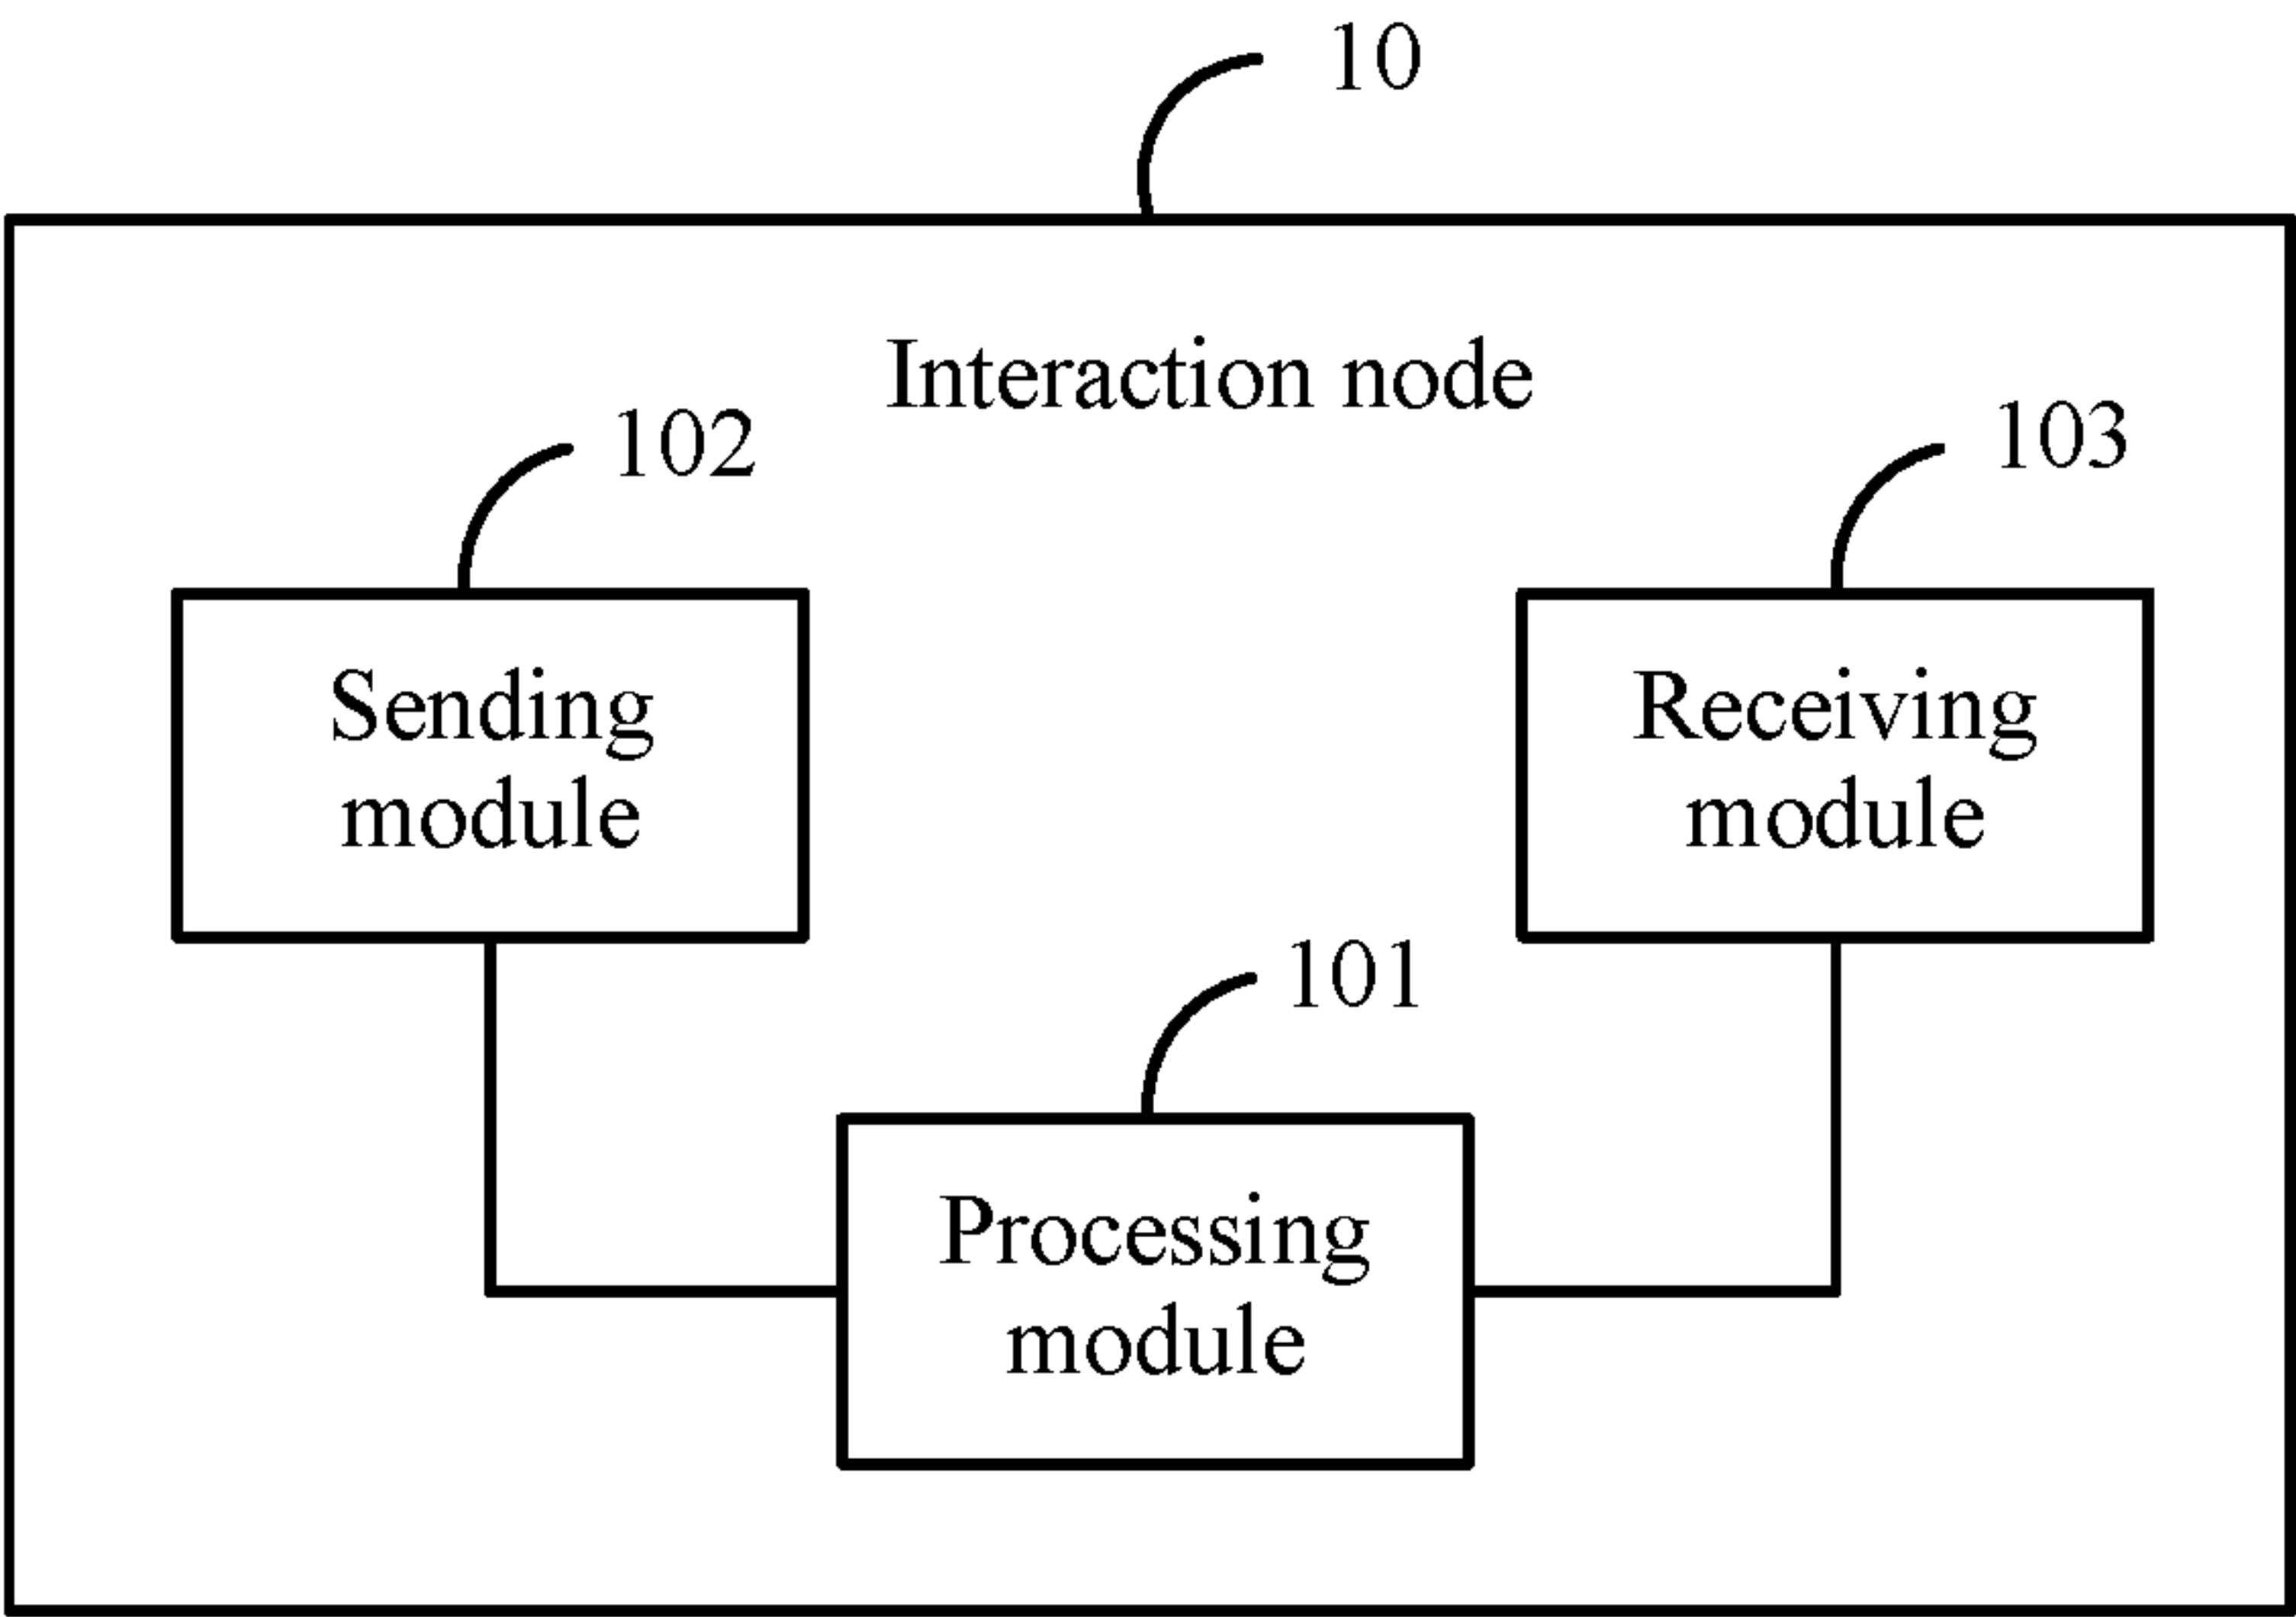 10
Interaction node
102
103
Sending
module
Receiving
module
101
Processing
module